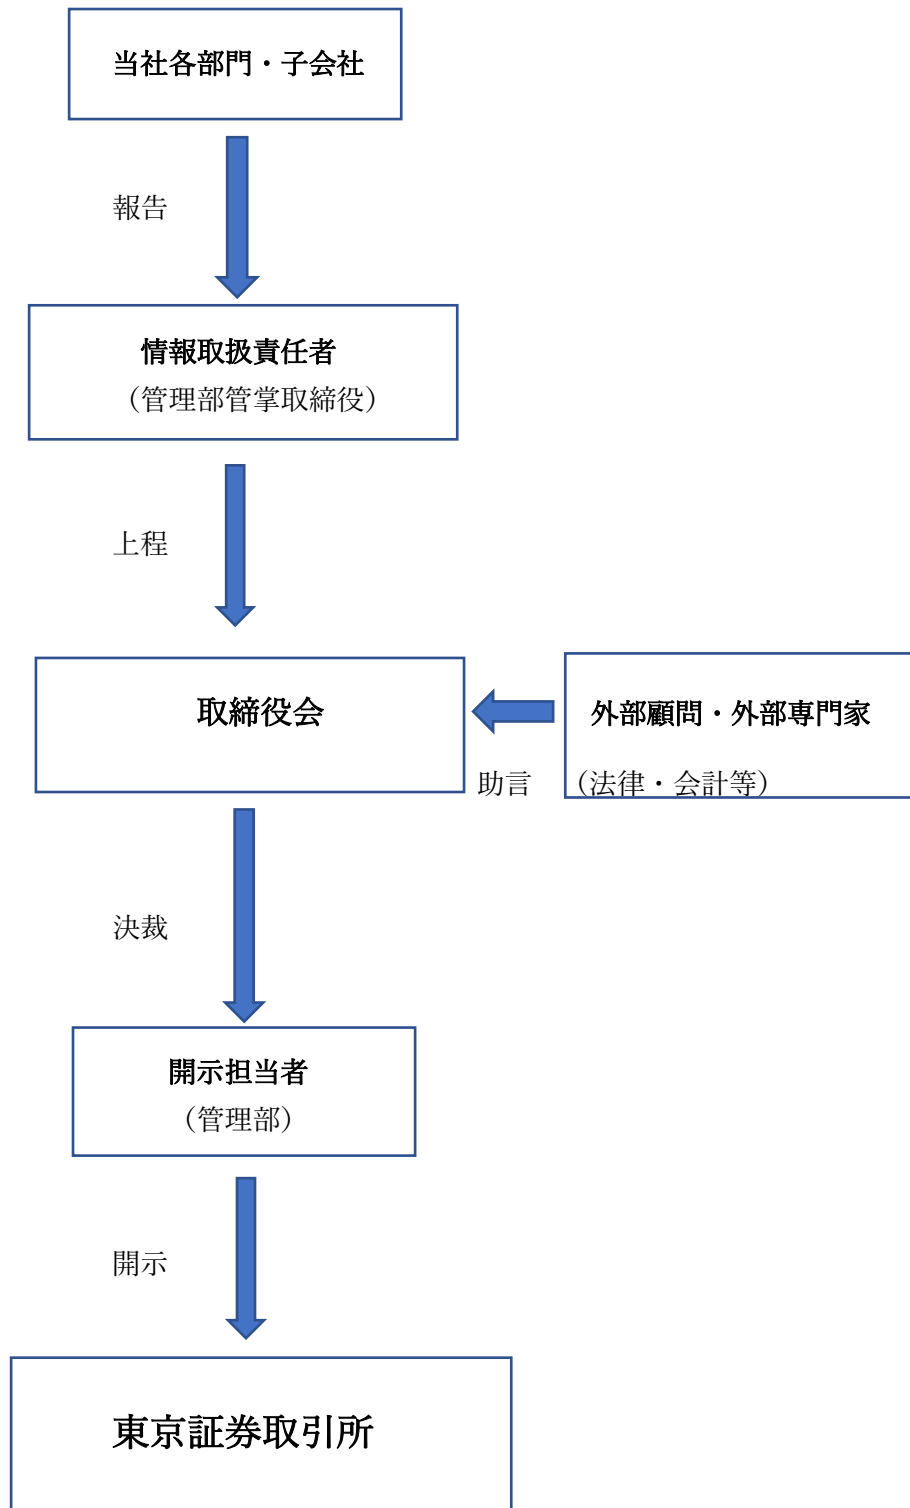 当社各部門・子会社
報告
情報取扱責任者
（管理部管掌取締役）
上程
取締役会
外部顧問・外部専門家
助言
（法律・会計等）
決裁
開示担当者
（管理部）
開示
東京証券取引所